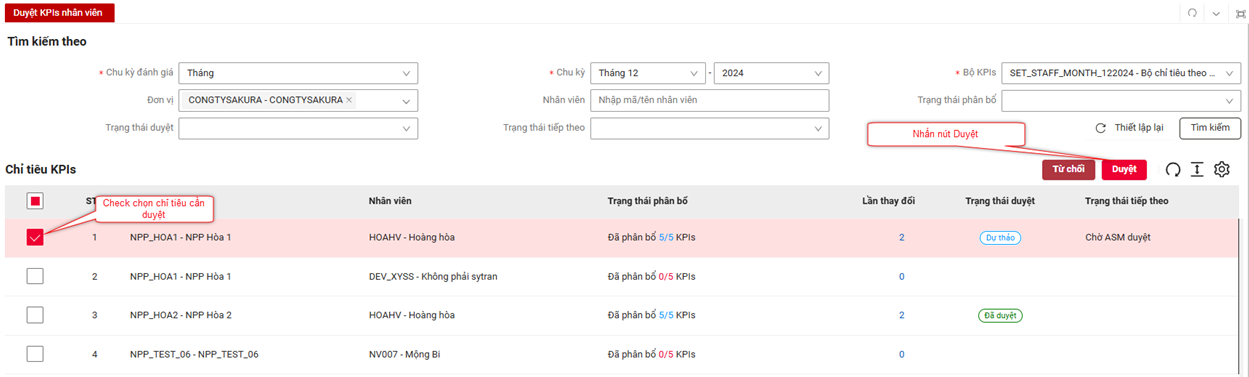 Duyệt KPIs nhân viên
Tìm kiếm theo
* Chu kỳ đánh giá Tháng * Chu kỳ Tháng 12 - 2024 * Bộ KPIs SET_STAFF_MONTH_122024 - Bộ chỉ tiêu theo ...
Đơn vị CONGTYSAKURA - CONGTYSAKURA × Nhân viên Nhập mã/tên nhân viên Trạng thái phân bổ
Trạng thái duyệt Trạng thái tiếp theo Thiết lập lại Tìm kiếm
Nhấn nút Duyệt
Chỉ tiêu KPIs Từ chối Duyệt
ST Nhân viên Trạng thái phân bổ Lần thay đổi Trạng thái duyệt Trạng thái tiếp theo
Check chọn chỉ tiêu cần
duyệt
1 NPP_HOA1 - NPP Hòa 1 HOAHV - Hoàng hòa Đã phân bổ 5/5 KPIs 2 Dự thảo Chờ ASM duyệt
2 NPP_HOA1 - NPP Hòa 1 DEV_XYSS - Không phải sytran Đã phân bổ 0/5 KPIs 0
3 NPP_HOA2 - NPP Hòa 2 HOAHV - Hoàng hòa Đã phân bổ 5/5 KPIs 2 Đã duyệt
4 NPP_TEST_06 - NPP_TEST_06 NV007 - Mộng Bi Đã phân bổ 0/5 KPIs 0